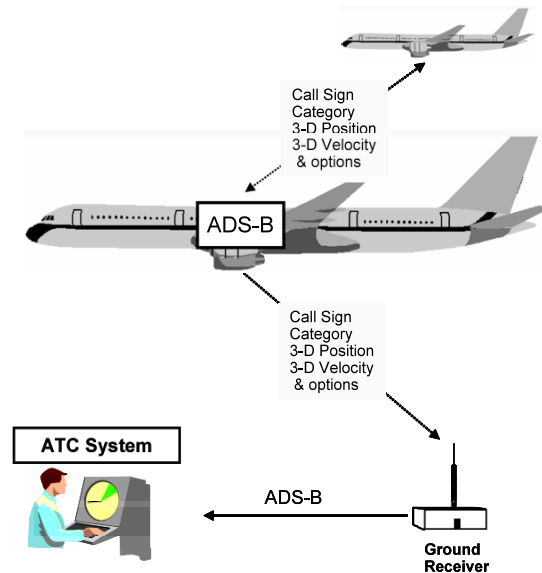 Call Sign
Category
3-D Position
3-D Velocity
& options
ADS-B
Call Sign
Category
3-D Position
3-D Velocity
& options
ATC System
ADS-B
Ground
Receiver